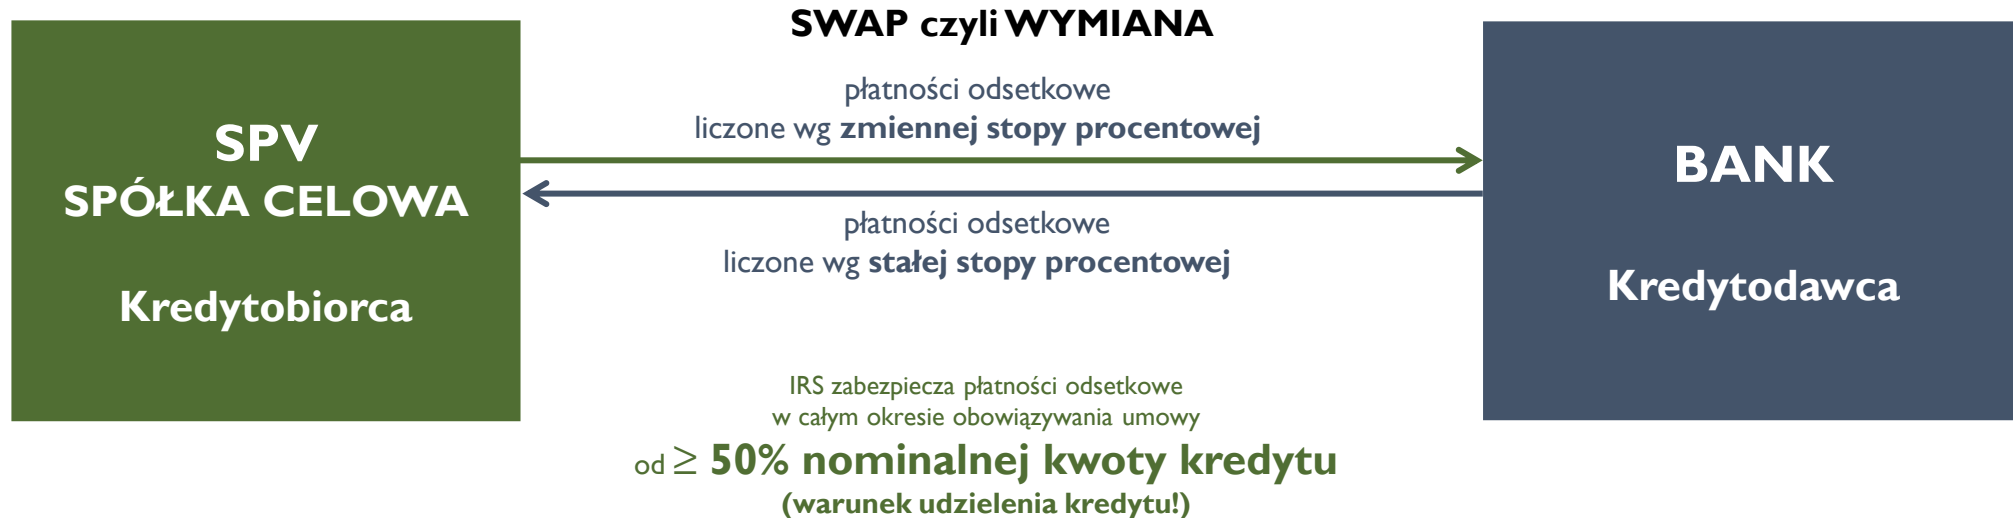 SWAP czyli WYMIANA
płatności odsetkowe
liczone wg zmiennej stopy procentowej
SPV
SPÓŁKA CELOWA
Kredytobiorca
BANK
Kredytodawca
płatności odsetkowe
liczone wg stałej stopy procentowej
IRS zabezpiecza płatności odsetkowe
w całym okresie obowiązywania umowy
od ≥ 50% nominalnej kwoty kredytu
(warunek udzielenia kredytu!)